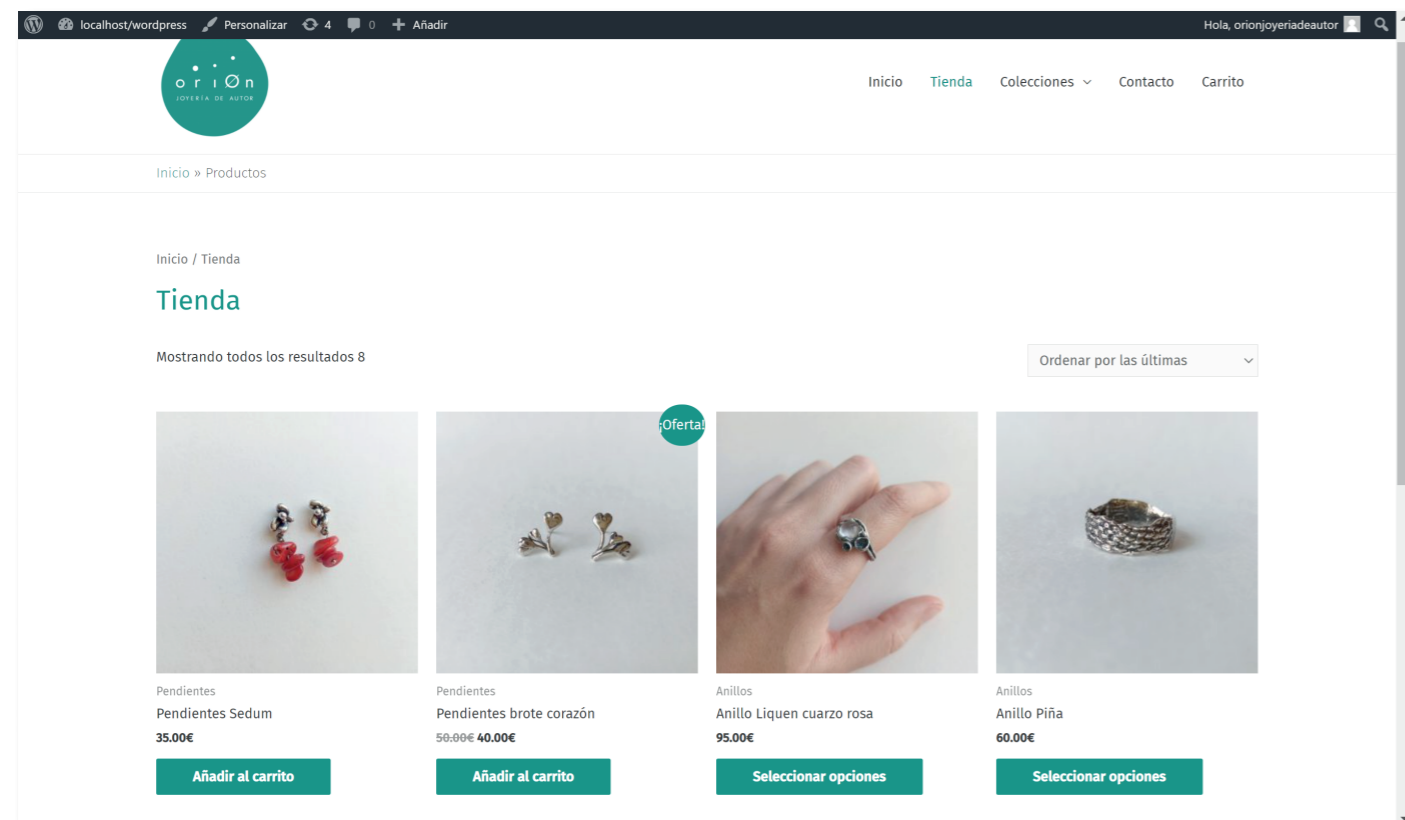 localhost/wordpress Personalizar 4 0 Añadir Hola, orionjoyeriadeautor
oriØn
JOYERÍA DE AUTOR
Inicio Tienda Colecciones Contacto Carrito
Inicio » Productos
Inicio / Tienda
Tienda
Mostrando todos los resultados 8
Ordenar por las últimas
¡Oferta!
Pendientes Pendientes Anillos Anillos
Pendientes Sedum Pendientes brote corazón Anillo Liquen cuarzo rosa Anillo Piña
35.00€ 50.00€ 40.00€ 95.00€ 60.00€
Añadir al carrito Añadir al carrito Seleccionar opciones Seleccionar opciones